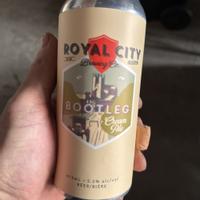 ROYAL CITY
Brewing Co.
BOOTLEG
Cream
Ale
BEER/BIÈRE